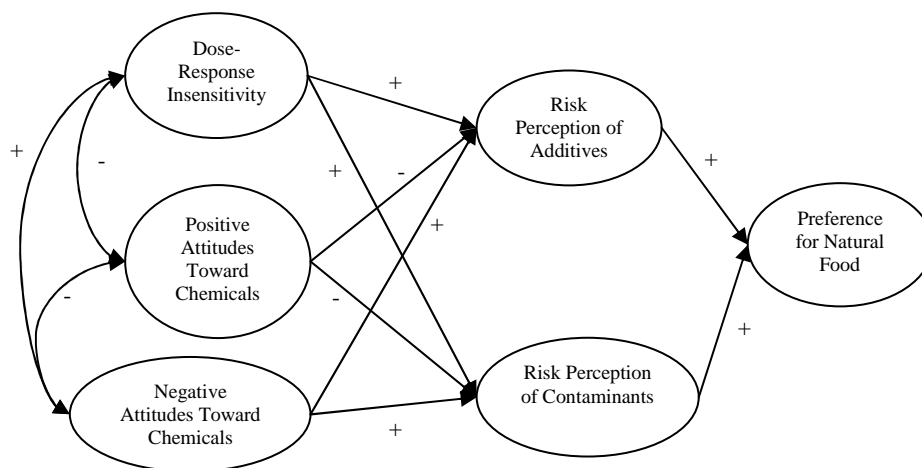 Dose-
Response
Insensitivity
+
-
+
+
Positive
Attitudes
Toward
Chemicals
-
-
+
-
Negative
Attitudes Toward
Chemicals
+
Risk
Perception of
Additives
Risk Perception
of Contaminants
+
+
Preference
for Natural
Food